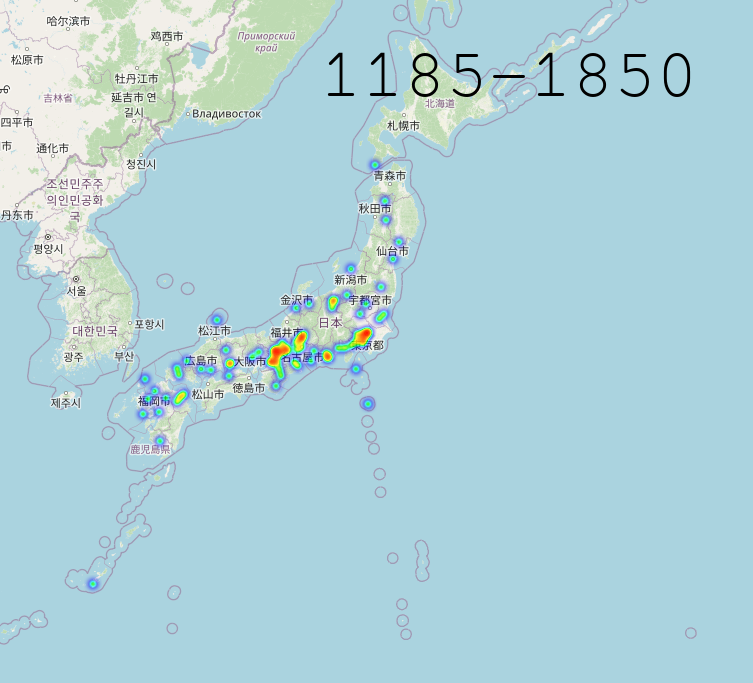 哈尔滨市
鸡西市
Приморский
край
松原市
1185-1850
牡丹江市
吉林省
延吉市 연
길시
北海道
四平市
Владивосток
札幌市
市
通化市
청진시
青森市
조선민주주
의인민공화
국
丹东市
秋田市
평양시
仙台市
新潟市
서울
金沢市
宇都宮市
日本
대한민국
포항시
松江市
福井市
東京都
광주
부산
広島市
大阪市
名古屋市
徳島市
松山市
福岡市
제주시
鹿児島県